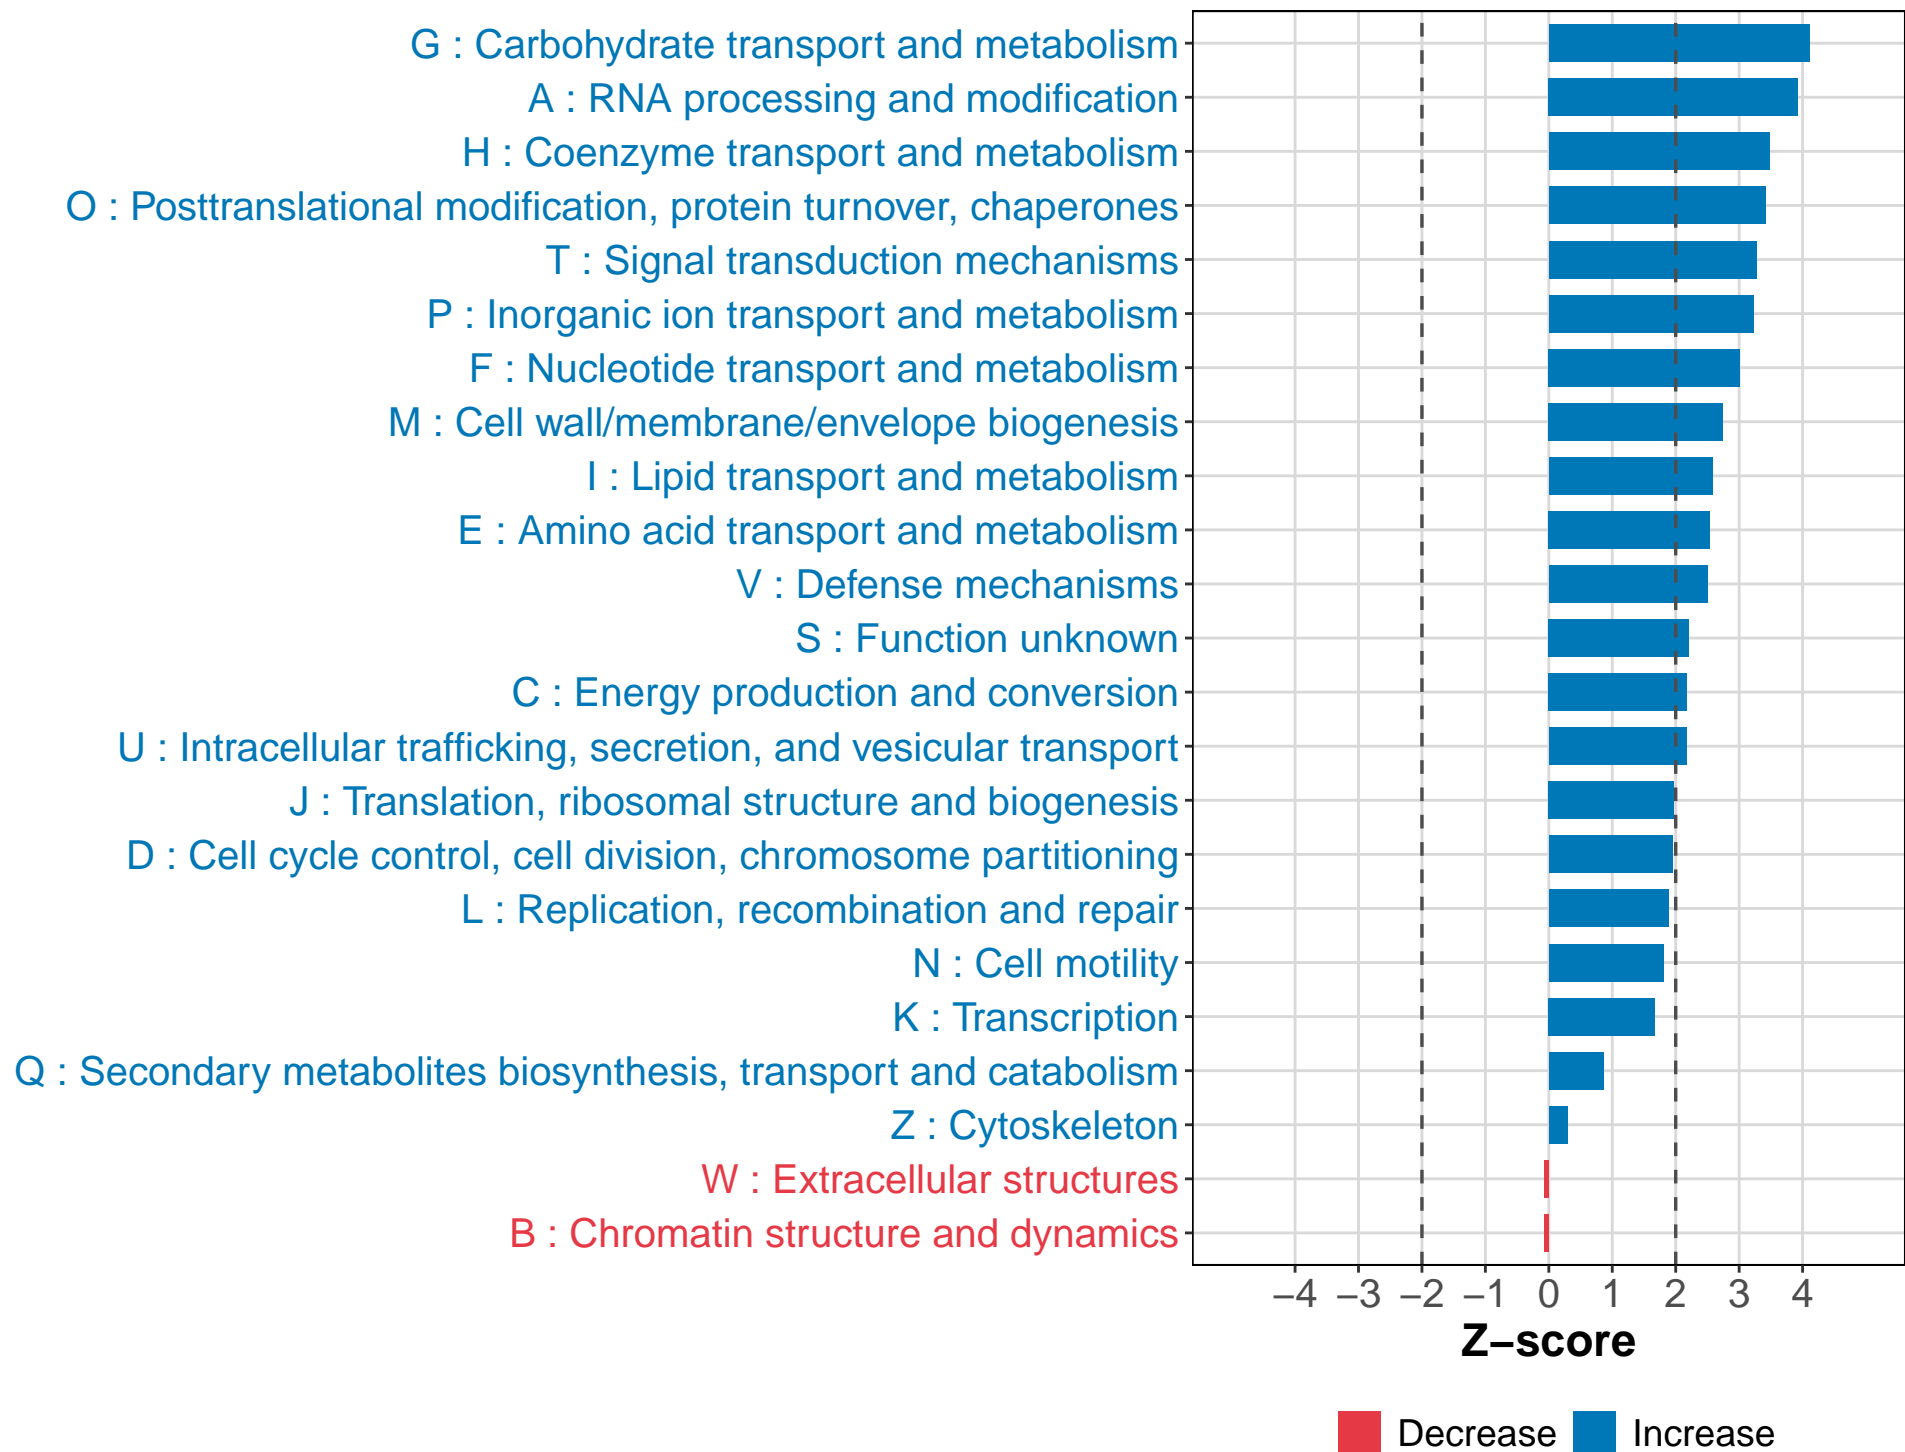 G : Carbohydrate transport and metabolism
A : RNA processing and modification
H : Coenzyme transport and metabolism
O : Posttranslational modification, protein turnover, chaperones
T : Signal transduction mechanisms
P : Inorganic ion transport and metabolism
F : Nucleotide transport and metabolism
M : Cell wall/membrane/envelope biogenesis
I : Lipid transport and metabolism
E : Amino acid transport and metabolism
V : Defense mechanisms
S : Function unknown
C : Energy production and conversion
U : Intracellular trafficking, secretion, and vesicular transport
J : Translation, ribosomal structure and biogenesis
D : Cell cycle control, cell division, chromosome partitioning
L : Replication, recombination and repair
N : Cell motility
K : Transcription
Q : Secondary metabolites biosynthesis, transport and catabolism
Z : Cytoskeleton
W : Extracellular structures
B : Chromatin structure and dynamics
−4 −3 −2 −1 0 1 2 3 4
Z−score
Decrease Increase